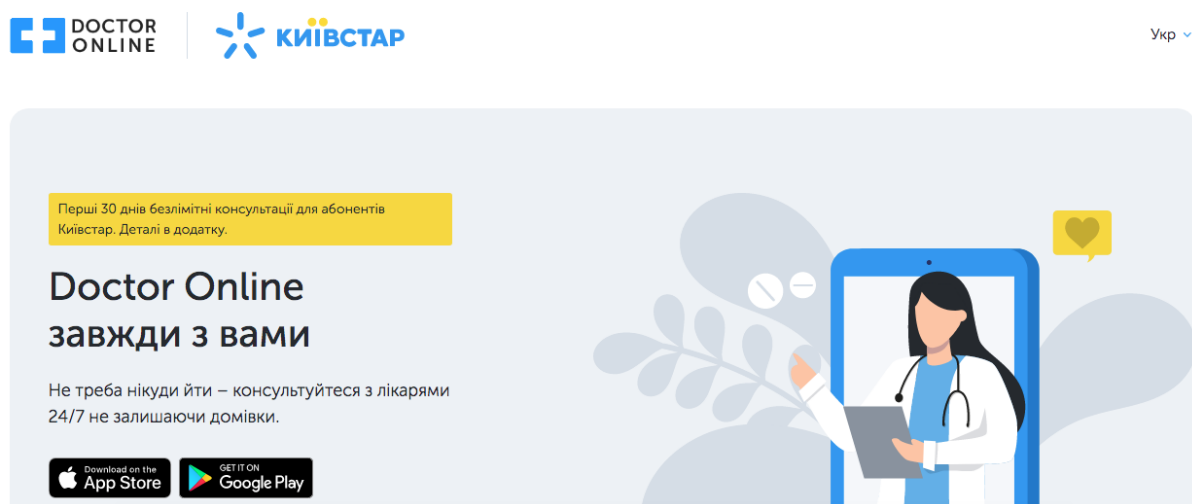 DOCTOR
ONLINE
КИЇВСТАР
Укр
Перші 30 днів безлімітні консультації для абонентів
Київстар. Деталі в додатку.
Doctor Online
завжди з вами
Не треба нікуди йти – консультуйтеся з лікарями
24/7 не залишаючи домівки.
Download on the
App Store
GET IT ON
Google Play